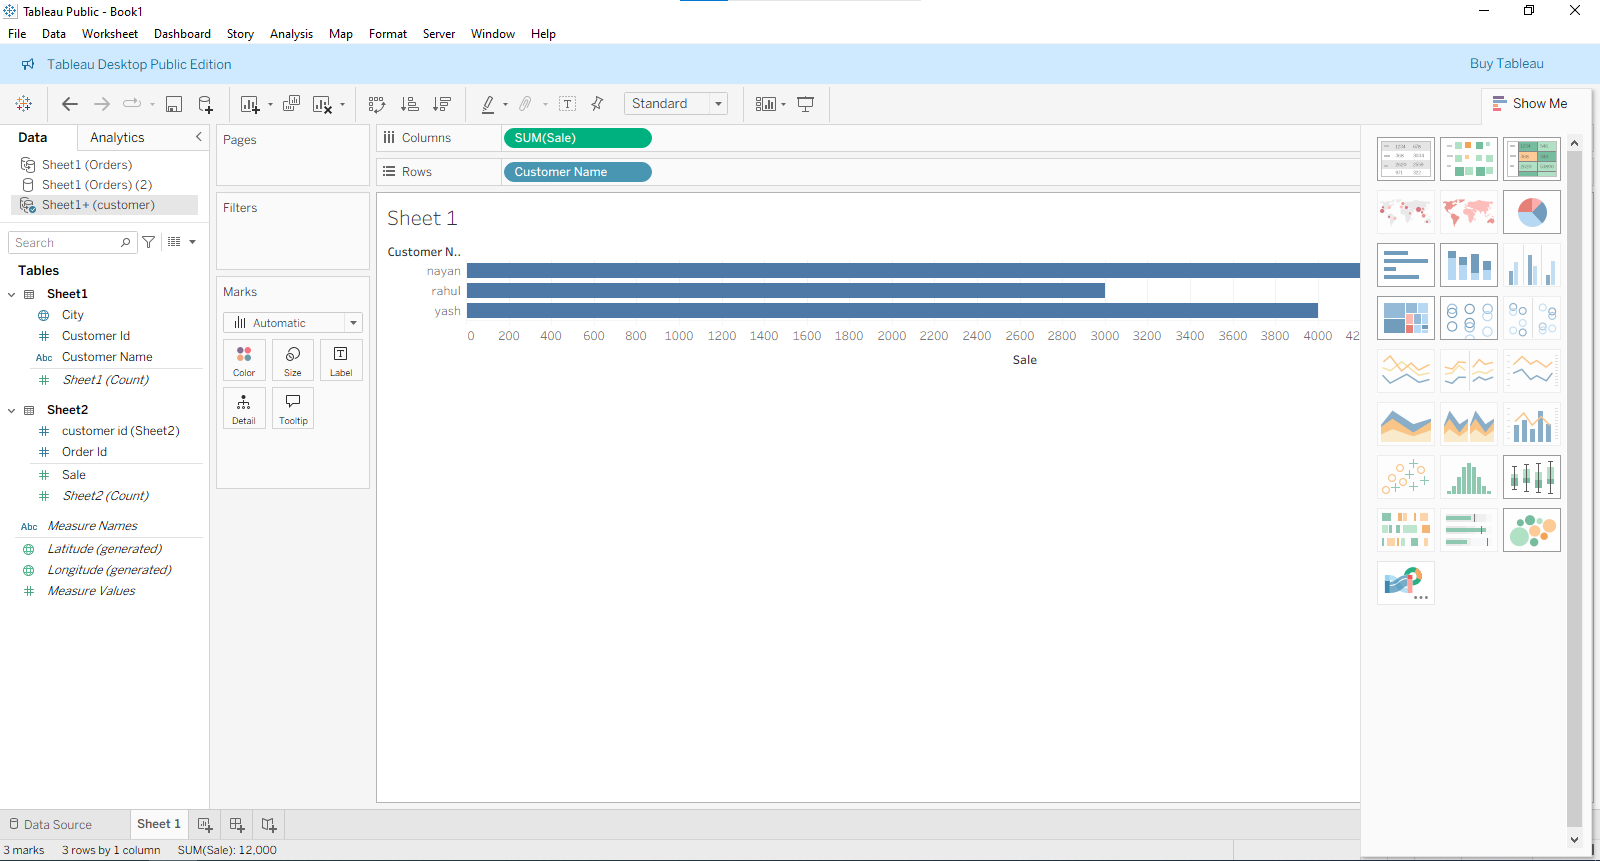 Tableau Public - Book1
File Data Worksheet Dashboard Story Analysis Map Format Server Window Help
Tableau Desktop Public Edition
Buy Tableau
Standard
Show Me
Data Analytics
Sheet1 (Orders)
Sheet1 (Orders) (2)
Sheet1+ (customer)
Search
Tables
Sheet1
City
Customer Id
Abc Customer Name
Sheet1 (Count)
Sheet2
customer id (Sheet2)
Order Id
Sale
Sheet2 (Count)
Abc Measure Names
Latitude (generated)
Longitude (generated)
Measure Values
Pages
Filters
Marks
Automatic
Color Size Label
Detail Tooltip
Columns SUM(Sale)
Rows Customer Name
Sheet 1
Customer N..
nayan
rahul
yash
0 200 400 600 800 1000 1200 1400 1600 1800 2000 2200 2400 2600 2800 3000 3200 3400 3600 3800 4000 42
Sale
Data Source Sheet 1
3 marks 3 rows by 1 column SUM(Sale): 12,000